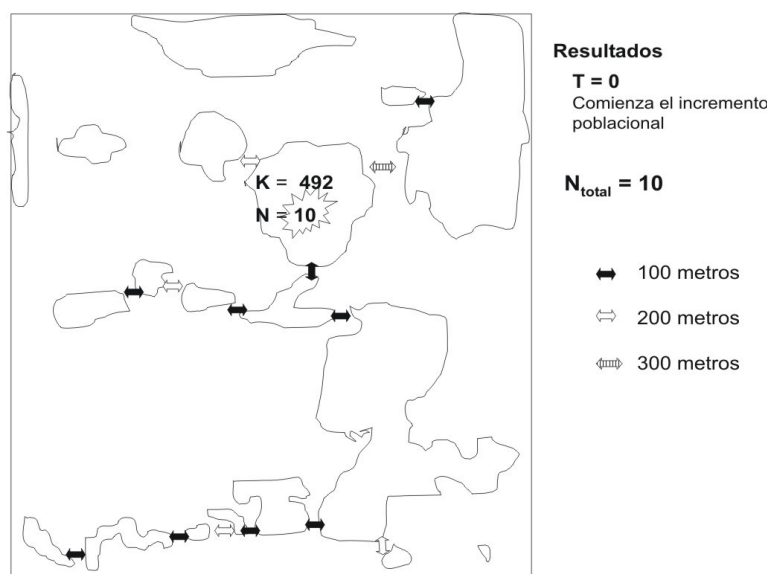 Resultados
T = 0
Comienza el incremento
poblacional
K = 492
N = 10
N_total = 10
100 metros
200 metros
300 metros